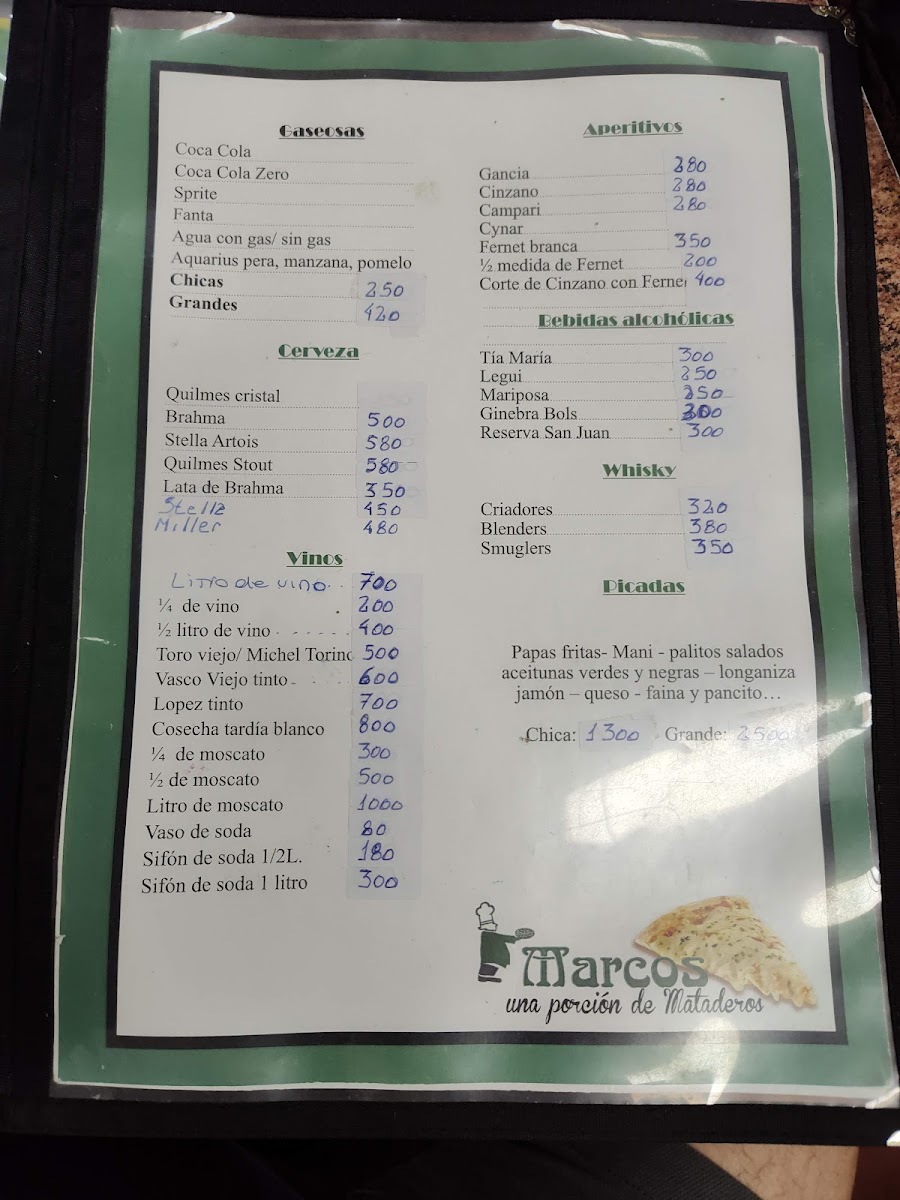 Gaseosas
Coca Cola
Coca Cola Zero
Sprite
Fanta
Agua con gas/ sin gas
Aquarius pera, manzana, pomelo
Chicas 250
Grandes 420
Cerveza
Quilmes cristal
Brahma 500
Stella Artois 580
Quilmes Stout 580
Lata de Brahma 350
Stella 450
Miller 480
Vinos
Litro de vino.. 700
¼ de vino 200
½ litro de vino 400
Toro viejo/ Michel Torino 500
Vasco Viejo tinto 600
Lopez tinto 700
Cosecha tardía blanco 800
¼ de moscato 300
½ de moscato 500
Litro de moscato 1000
Vaso de soda 80
Sifón de soda 1/2L. 180
Sifón de soda 1 litro 300
Aperitivos
Gancia 280
Cinzano 280
Campari 280
Cynar
Fernet branca 350
½ medida de Fernet 200
Corte de Cinzano con Fernet 400
Bebidas alcohólicas
Tía María 300
Legui 250
Mariposa 250
Ginebra Bols
Reserva San Juan 300
Whisky
Criadores 320
Blenders 380
Smuglers 350
Picadas
Papas fritas- Mani - palitos salados
aceitunas verdes y negras – longaniza
jamón – queso - faina y pancito…
Chica: 1300 Grande: 2500
Marcos
una porción de Mataderos